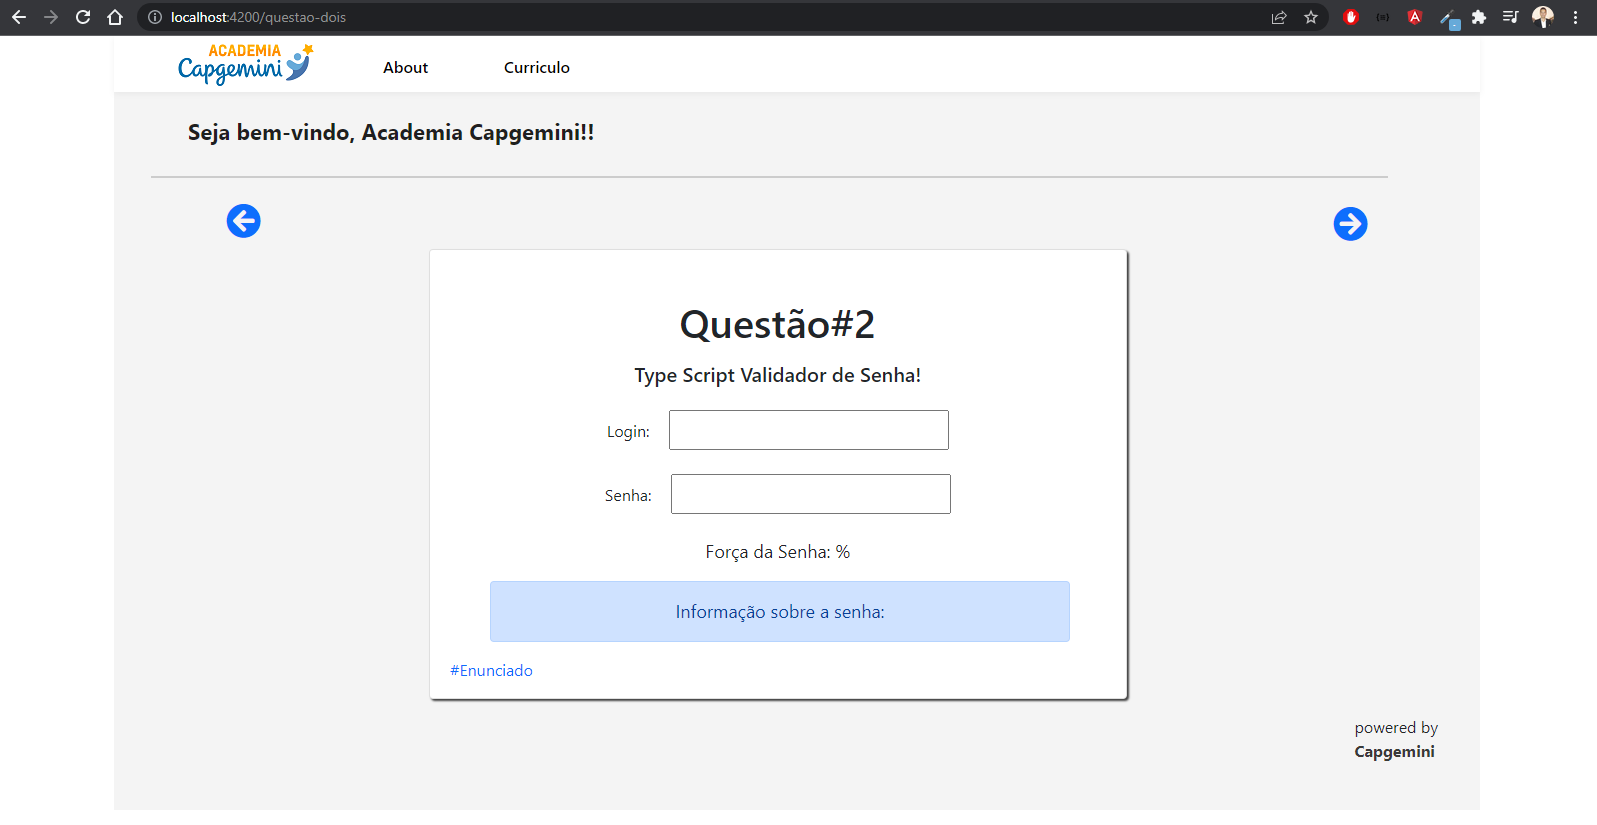 localhost:4200/questao-dois
ACADEMIA
Capgemini
About
Curriculo
Seja bem-vindo, Academia Capgemini!!
Questão#2
Type Script Validador de Senha!
Login:
Senha:
Força da Senha: %
Informação sobre a senha:
#Enunciado
powered by
Capgemini